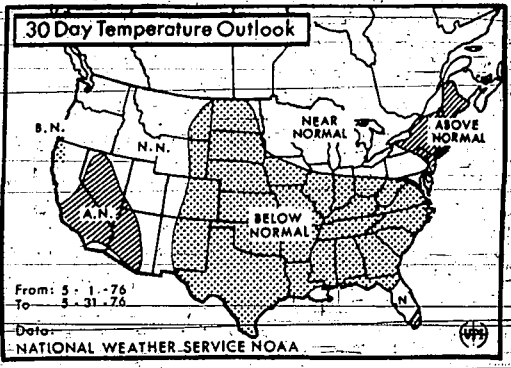 30 Day Temperature Outlook
B.N.
N.N.
NEAR
NORMAL
ABOVE
NORMAL
A.N.
BELOW
NORMAL
N
From: 5-1-76
To 5-31-76
Data:
NATIONAL WEATHER SERVICE NOAA
UPI